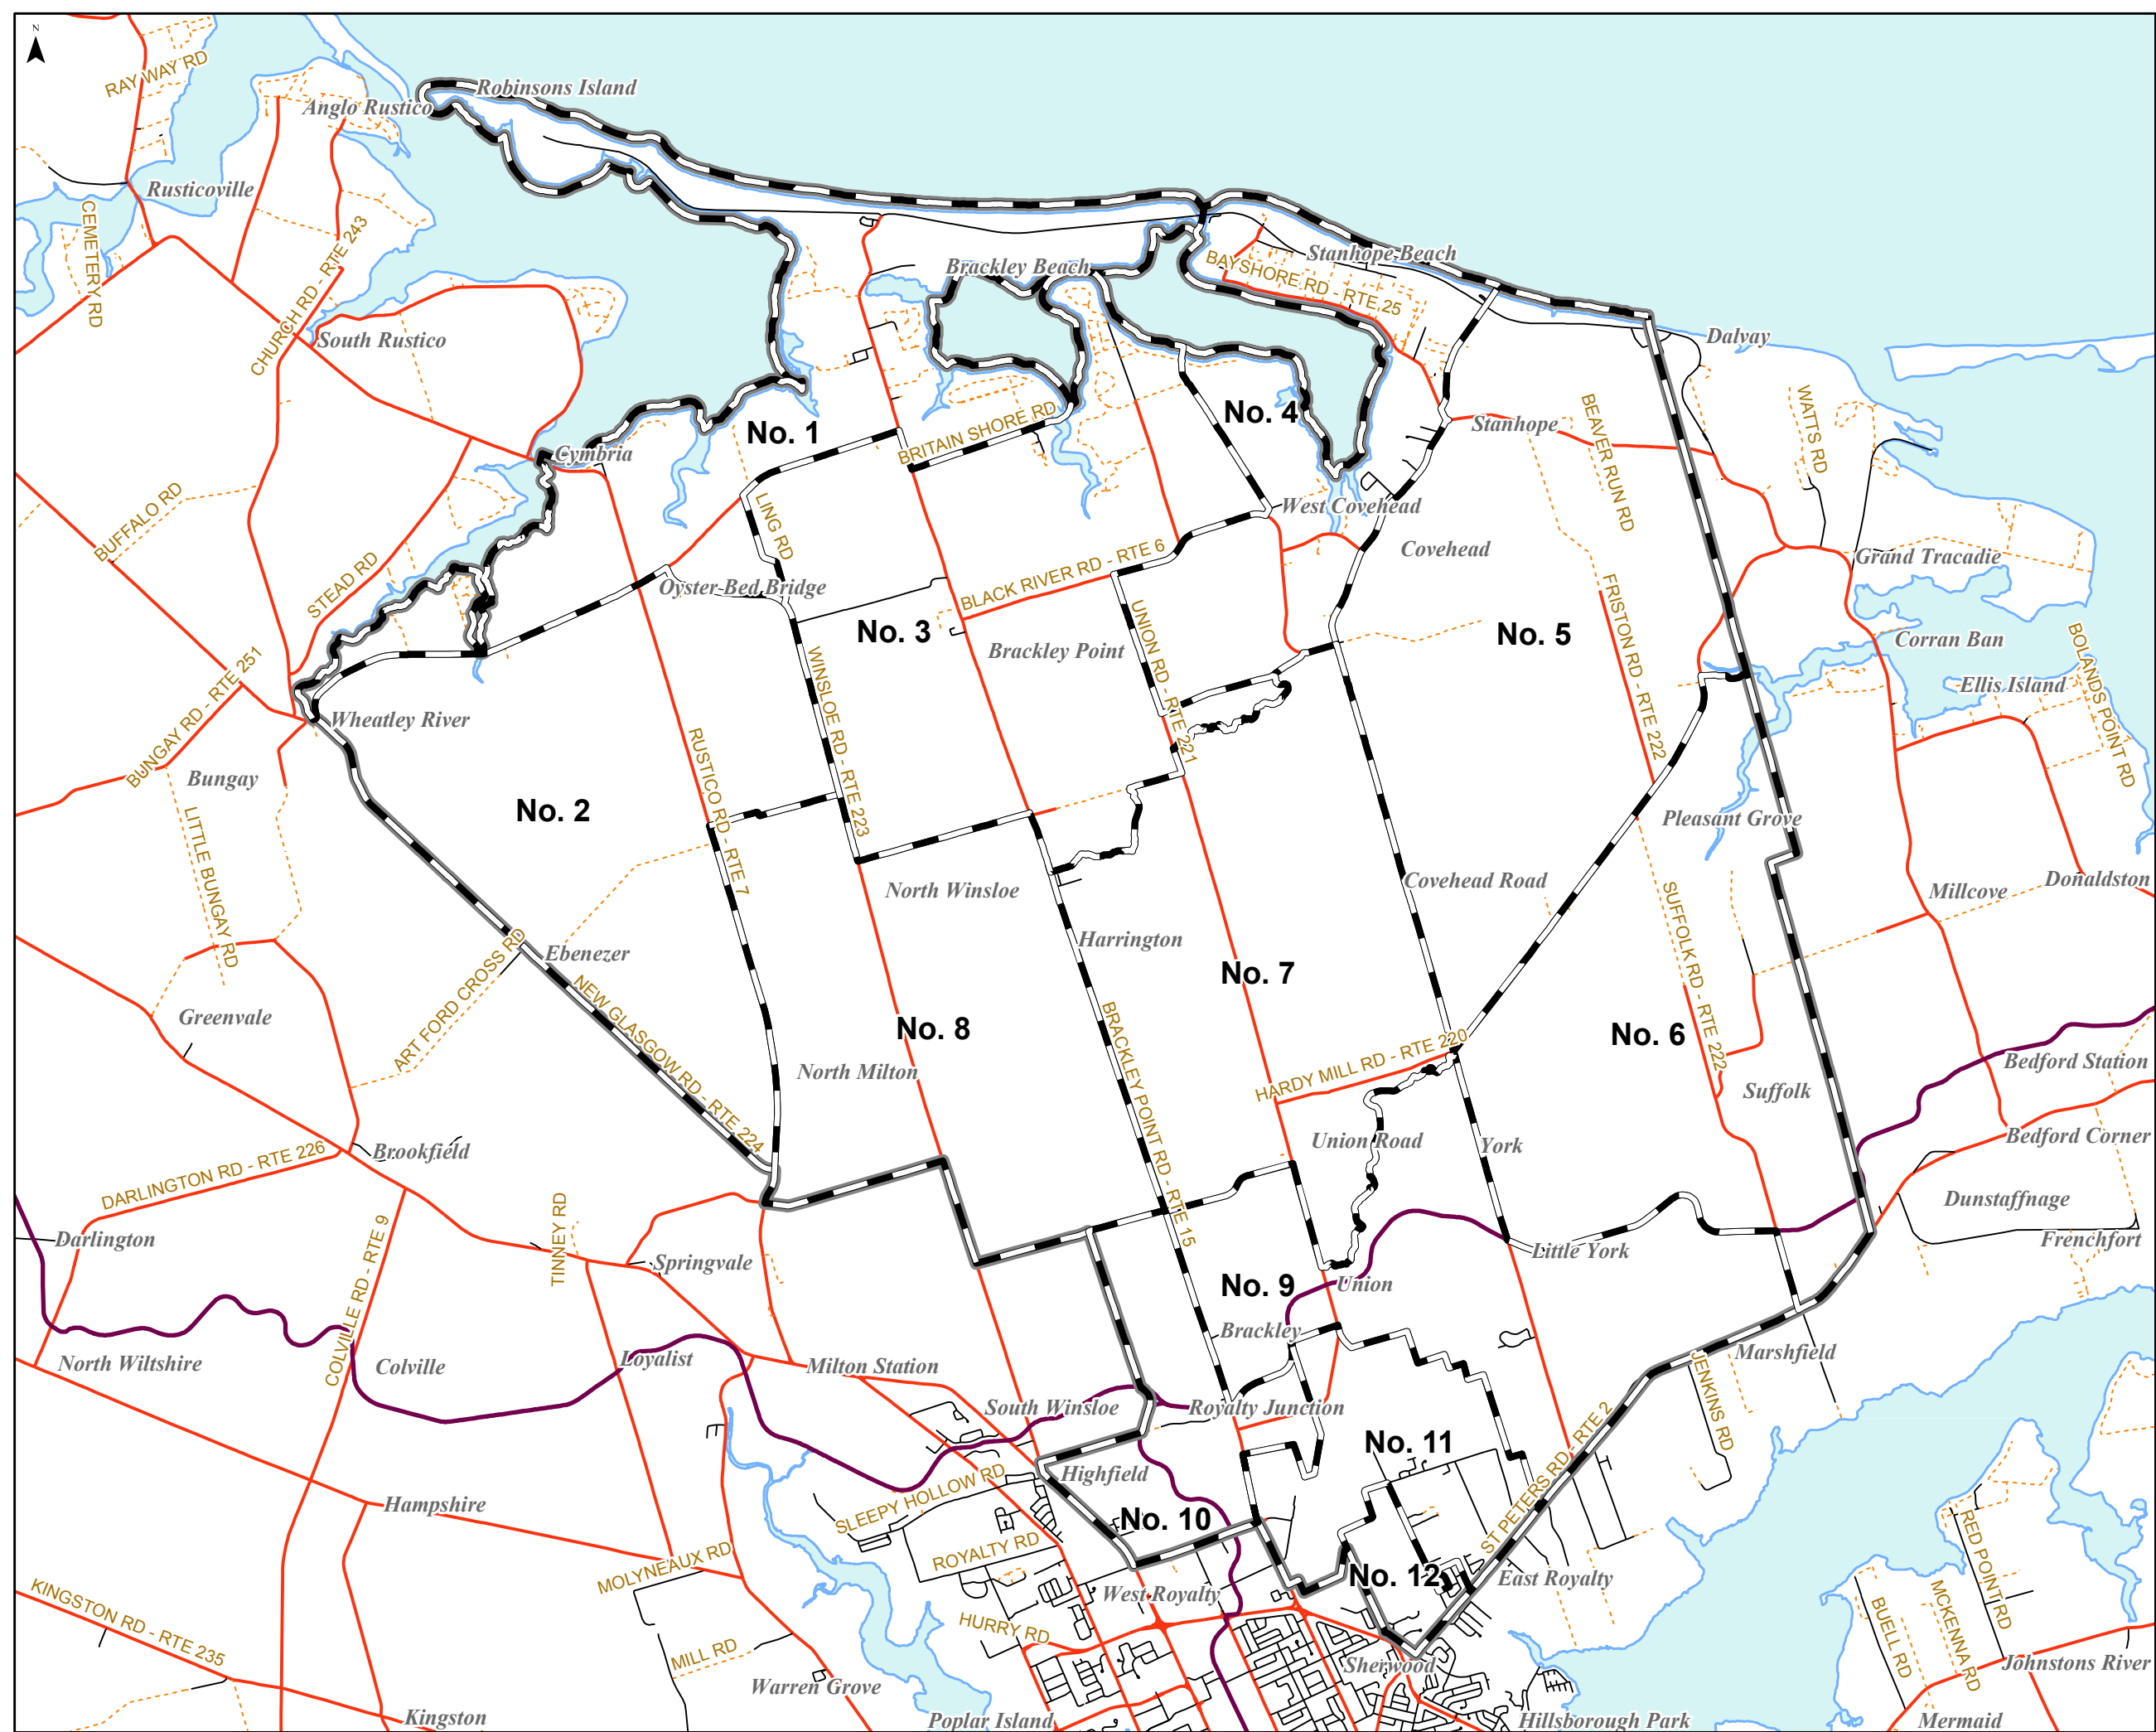 N
RAY WAY RD
Robinsons Island
Anglo Rustico
Rusticoville
CEMETERY RD
CHURCH RD - RTE 243
Stanhope Beach
BAYSHORE RD - RTE 25
Brackley Beach
South Rustico
Dalvay
WATTS RD
BEAVER RUN RD
No. 4
No. 1
BRITAIN SHORE RD
Stanhope
Cymbria
LING RD
West Covehead
BUFFALO RD
Covehead
Grand Tracadie
STEAD RD
Oyster Bed Bridge
BLACK RIVER RD - RTE 6
No. 3
No. 5
FRISTON RD - RTE 222
Corran Ban
UNION RD - RTE 221
Brackley Point
Ellis Island
BOLANDS POINT RD
BUNGAY RD - RTE 251
Wheatley River
WINSLOE RD - RTE 223
RUSTICO RD - RTE 7
Bungay
No. 2
Pleasant Grove
LITTLE BUNGAY RD
North Winsloe
Covehead Road
Millcove
Donaldston
SUFFOLK RD - RTE 222
Harrington
Ebenezer
ART FORD CROSS RD
No. 7
NEW GLASGOW RD - RTE 224
Greenvale
No. 8
No. 6
BRACKLEY POINT RD - RTE 15
HARDY MILL RD - RTE 220
North Milton
Bedford Station
Suffolk
Brookfield
Union Road
York
Bedford Corner
DARLINGTON RD - RTE 226
Dunstaffnage
TINNEY RD
Darlington
Springvale
Little York
Frenchfort
COLVILLE RD - RTE 9
No. 9
Union
Brackley
North Wiltshire
Colville
Loyalist
Milton Station
Marshfield
JENKINS RD
South Winsloe
Royalty Junction
No. 11
ST PETERS RD - RTE 2
Highfield
SLEEPY HOLLOW RD
Hampshire
No. 10
ROYALTY RD
MOLYNEAUX RD
No. 12
East Royalty
West Royalty
RED POINT RD
MCKENNA RD
BUELL RD
KINGSTON RD - RTE 235
HURRY RD
MILL RD
Sherwood
Johnstons River
Warren Grove
Kingston
Poplar Island
Hillsborough Park
Mermaid